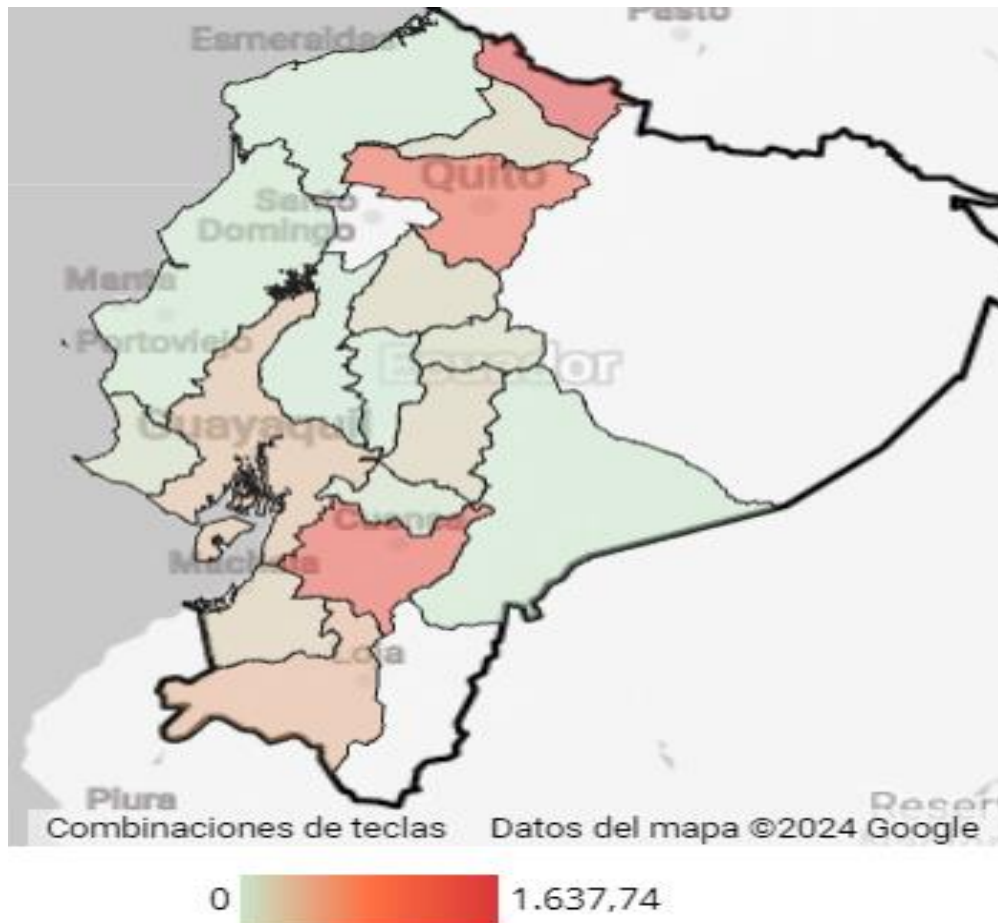 Pasto
Esmeraldas
Quito
Santo
Domingo
Manta
Portoviejo
Ecuador
Guayaquil
Cuenca
Machala
Loja
Piura
Reser
Combinaciones de teclas Datos del mapa ©2024 Google
0 1.637,74